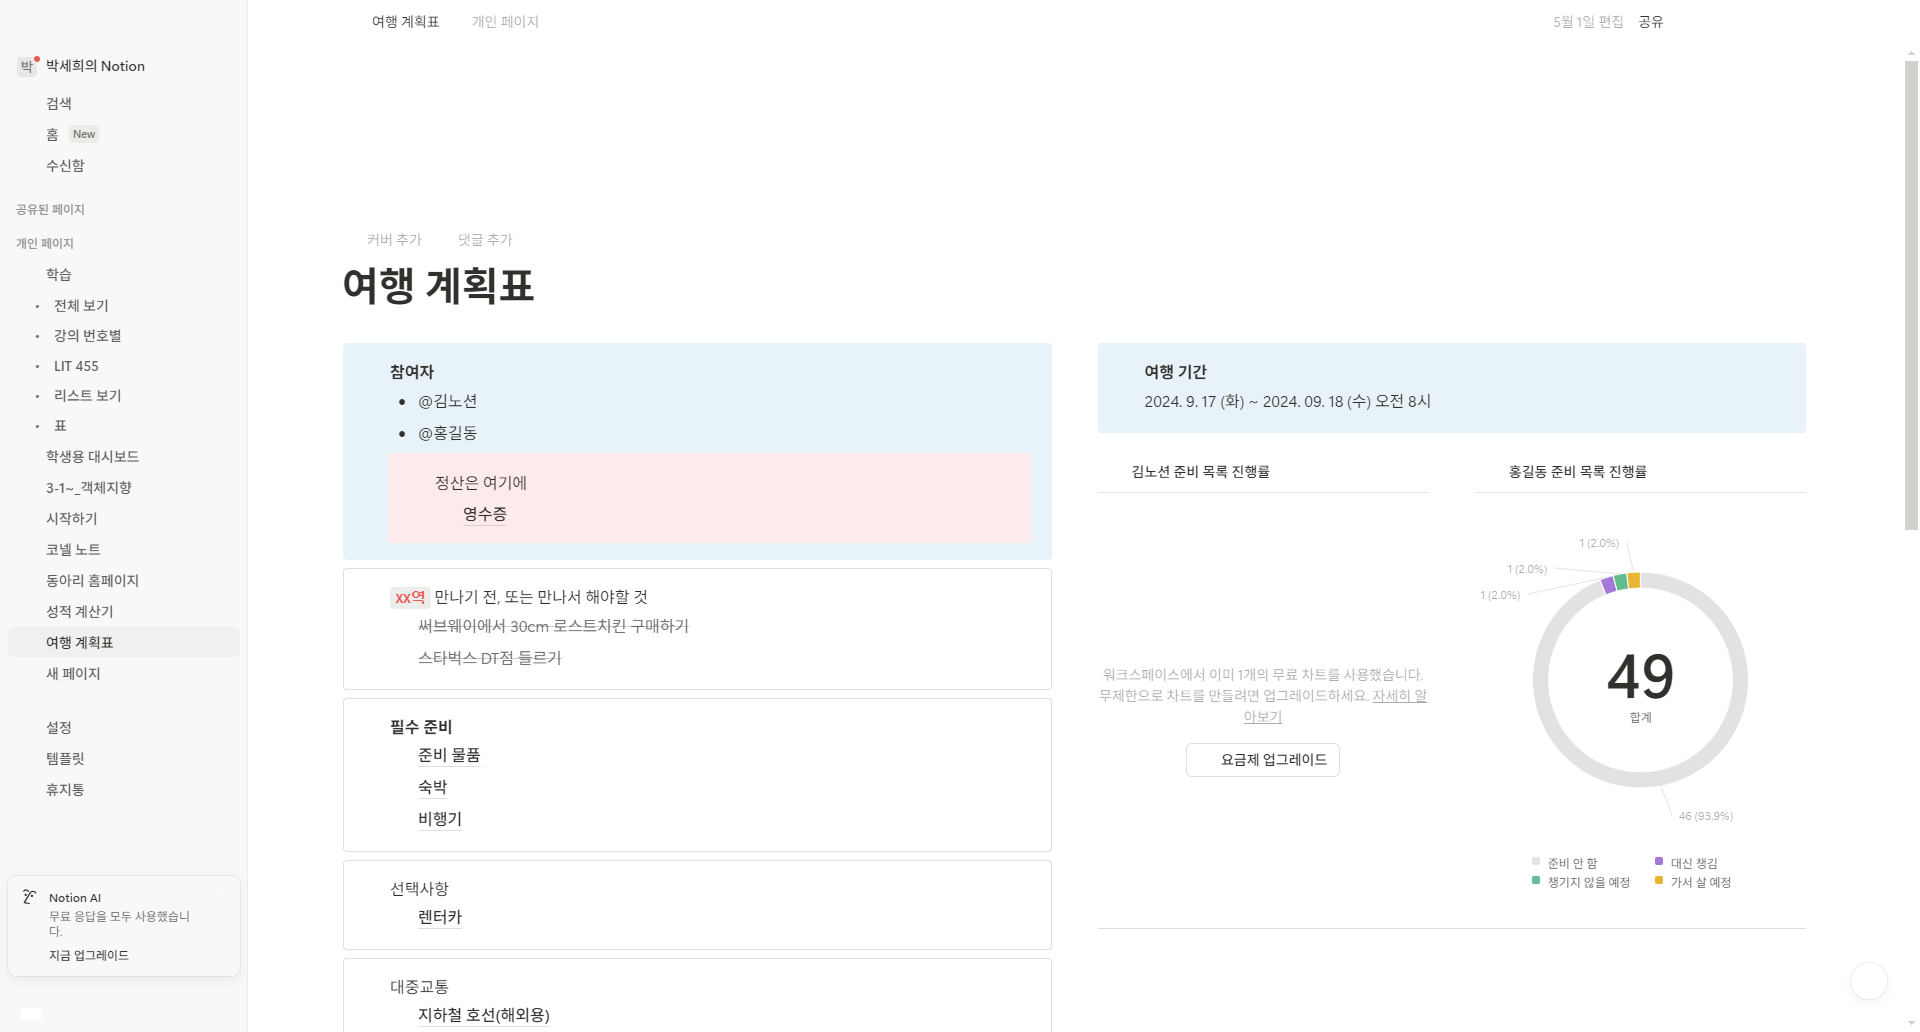 박 박세희의 Notion
검색
홈 New
수신함
공유된 페이지
개인 페이지
학습
• 전체 보기
• 강의 번호별
• LIT 455
• 리스트 보기
• 표
학생용 대시보드
3-1~_객체지향
시작하기
코넬 노트
동아리 홈페이지
성적 계산기
여행 계획표
새 페이지
설정
템플릿
휴지통
Notion AI
무료 응답을 모두 사용했습니
다.
지금 업그레이드
여행 계획표 개인 페이지
5월 1일 편집 공유
커버 추가 댓글 추가
여행 계획표
참여자
• @김노션
• @홍길동
정산은 여기에
영수증
xx역 만나기 전, 또는 만나서 해야할 것
써브웨이에서 30cm 로스트치킨 구매하기
스타벅스 DT점 들르기
필수 준비
준비 물품
숙박
비행기
선택사항
렌터카
대중교통
지하철 호선(해외용)
여행 기간
2024. 9. 17 (화) ~ 2024. 09. 18 (수) 오전 8시
김노션 준비 목록 진행률
워크스페이스에서 이미 1개의 무료 차트를 사용했습니다.
무제한으로 차트를 만들려면 업그레이드하세요. 자세히 알
아보기
요금제 업그레이드
홍길동 준비 목록 진행률
1 (2.0%)
1 (2.0%)
1 (2.0%)
49
합계
46 (93.9%)
준비 안 함 대신 챙김
챙기지 않을 예정 가서 살 예정